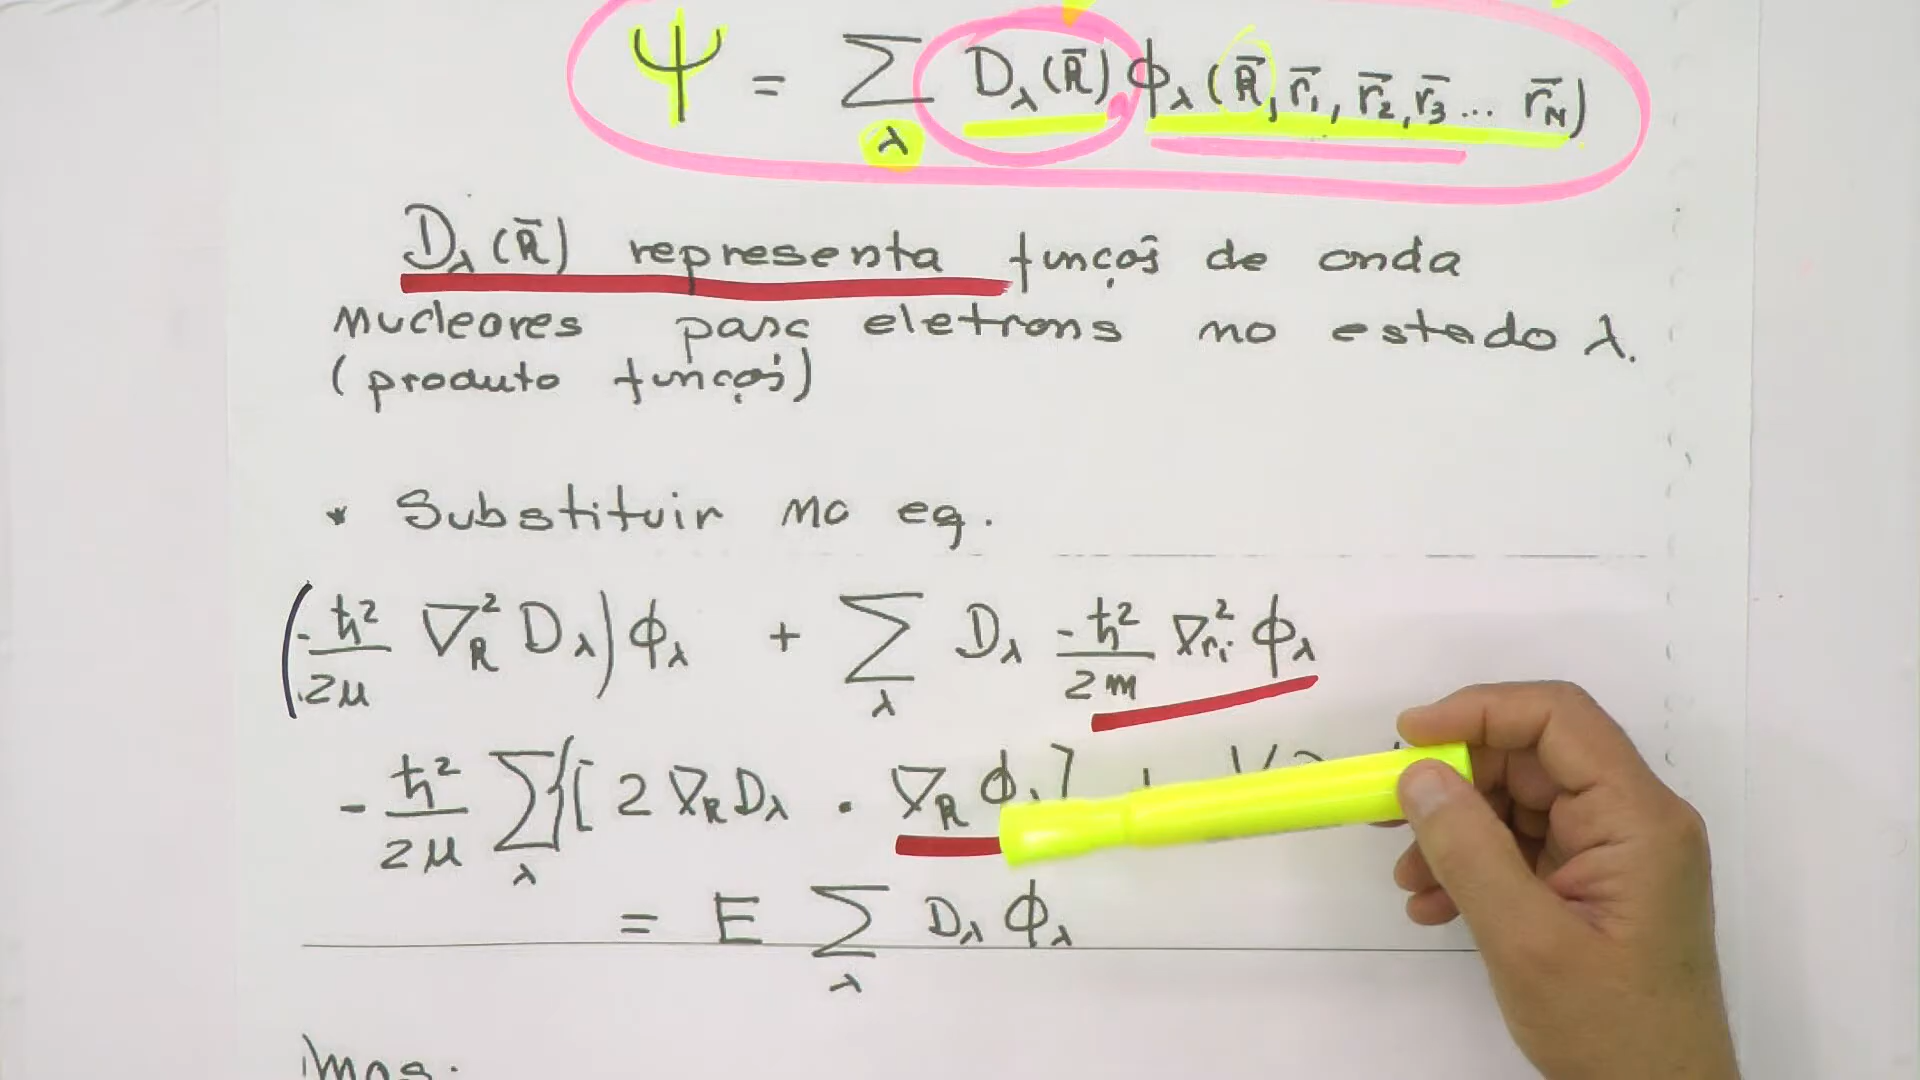 Ψ = Σ_λ D_λ(R̄) ϕ_λ(R̄, r̄₁, r̄₂, r̄₃ ... r̄_N)
D_λ(R̄) representa funções de onda
nucleares para eletrons no estado λ.
(produto funções)
* Substituir na eq.
(-ħ²/2μ ∇²_R D_λ) ϕ_λ + Σ_λ D_λ -ħ²/2m ∇²_{r_i} ϕ_λ
- ħ²/2μ Σ_λ {[2 ∇_R D_λ · ∇_R ϕ_λ]
= E Σ_λ D_λ ϕ_λ